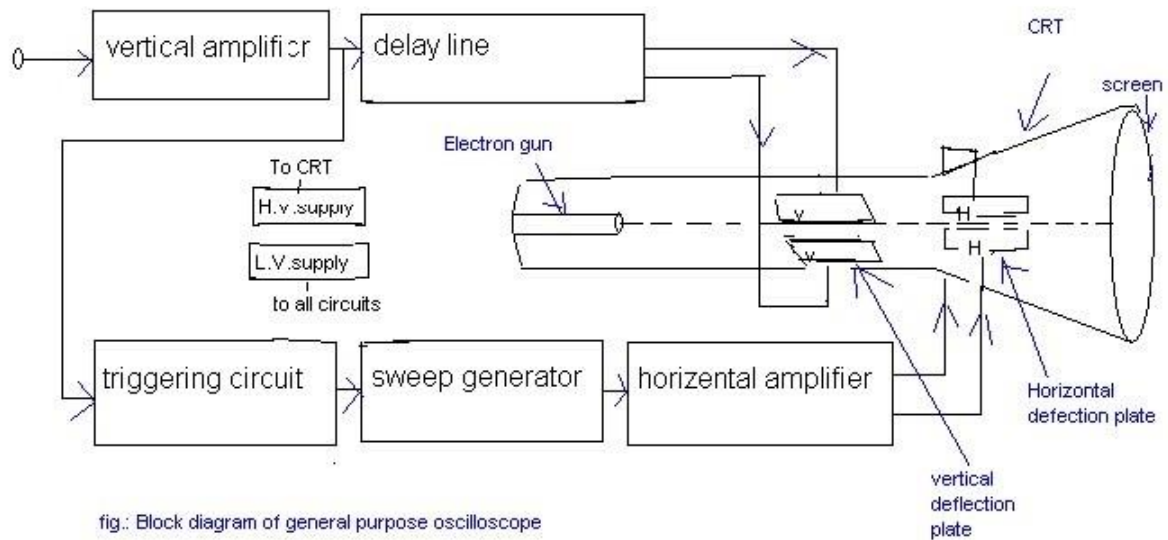 vertical amplifier
delay line
CRT
screen
Electron gun
To CRT
H.V.supply
L.V.supply
to all circuits
V
V
H
H
triggering circuit
sweep generator
horizental amplifier
Horizontal
defection plate
vertical
deflection
plate
fig.: Block diagram of general purpose oscilloscope